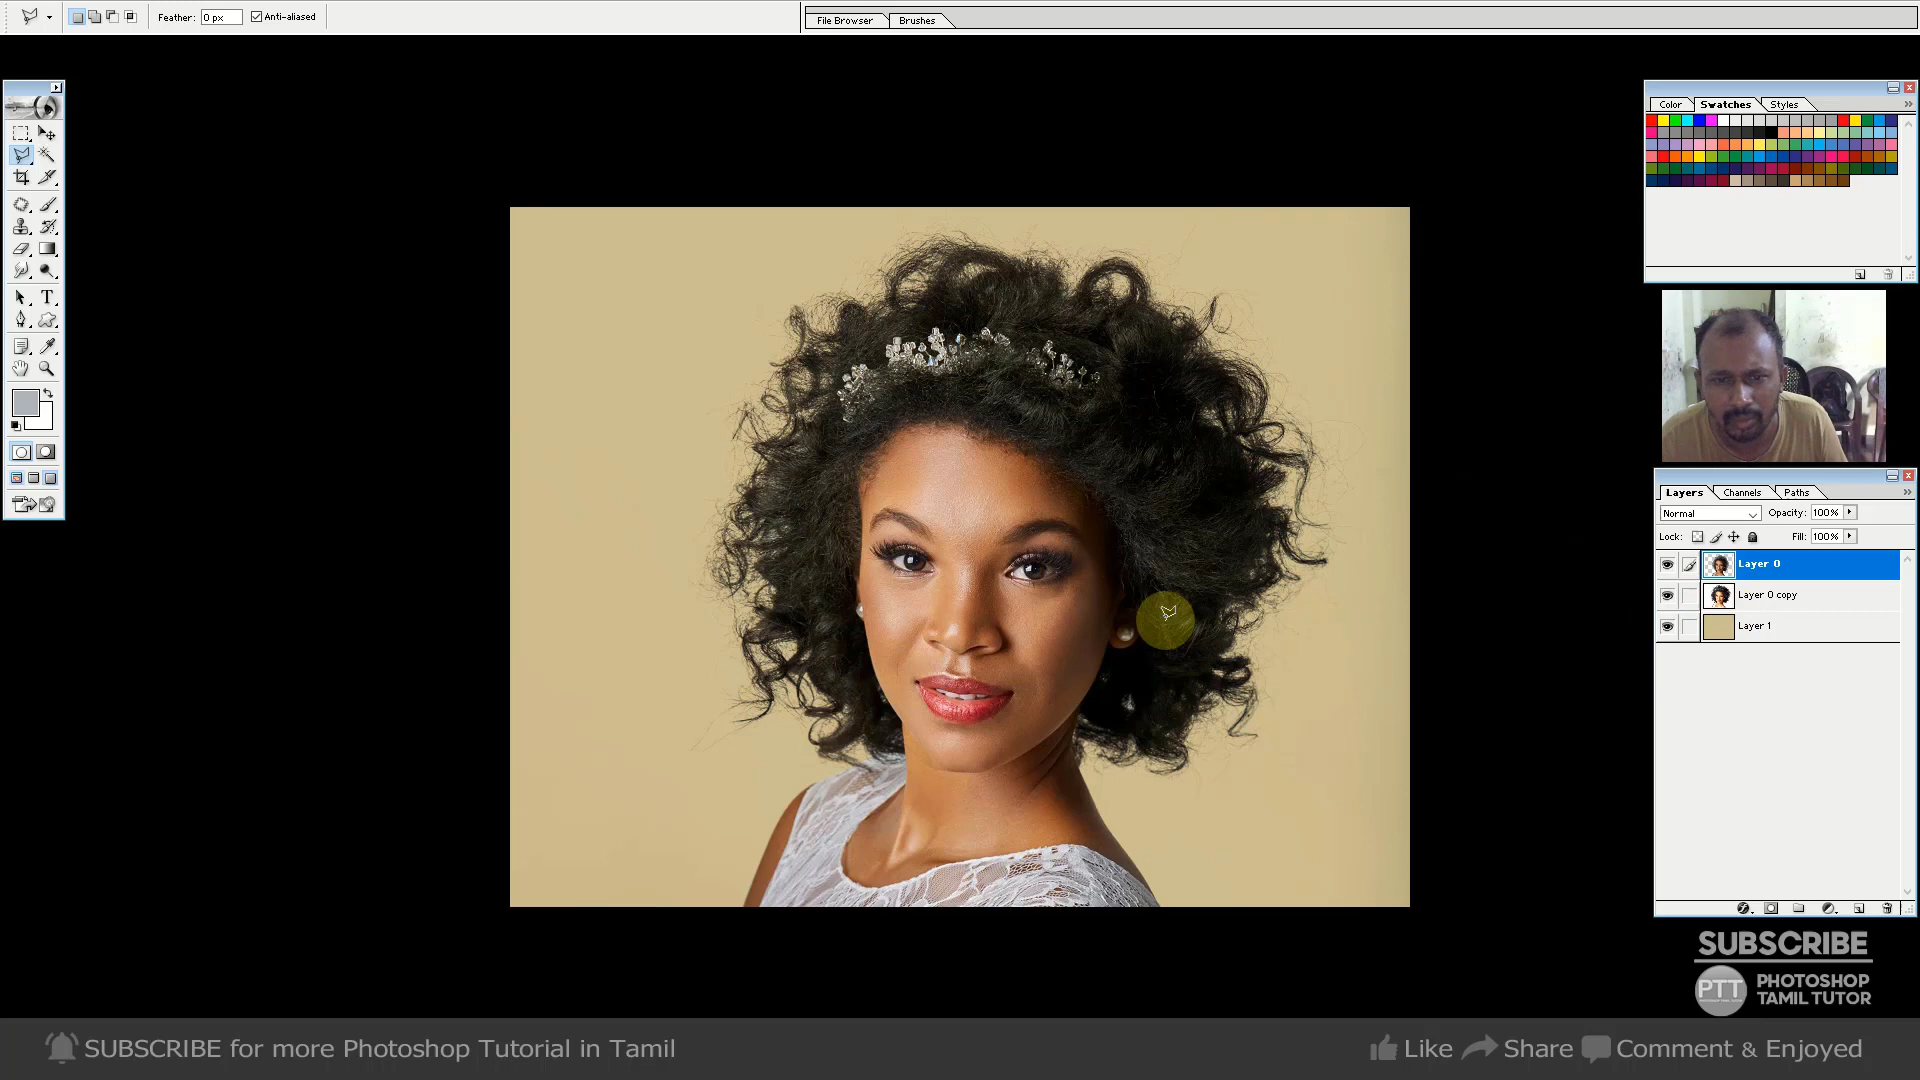 Feather: 0 px Anti-aliased
File Browser Brushes
Color Swatches Styles
Layers Channels Paths
Normal Opacity: 100%
Lock: Fill: 100%
Layer 0
Layer 0 copy
Layer 1
T
SUBSCRIBE
PTT PHOTOSHOP
TAMIL TUTOR
SUBSCRIBE for more Photoshop Tutorial in Tamil
Like Share Comment & Enjoyed